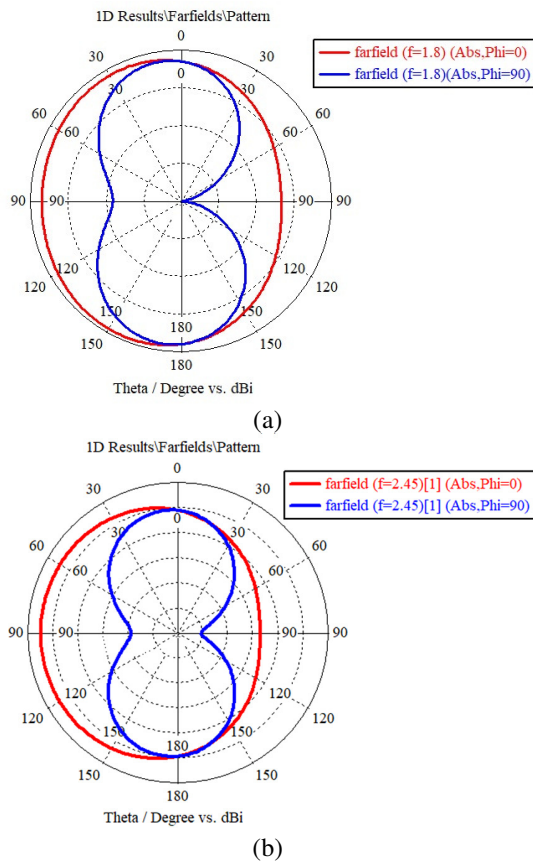 1D Results\Farfields\Pattern
farfield (f=1.8) (Abs,Phi=0)
farfield (f=1.8)(Abs,Phi=90)
0
30 0 30
30 30
60 60 60 60
90 90 90 90
120 120 120 120
150 150
180
150 150
180
Theta / Degree vs. dBi
(a)
1D Results\Farfields\Pattern
farfield (f=2.45)[1] (Abs,Phi=0)
farfield (f=2.45)[1] (Abs,Phi=90)
0
30 30
0
30 30
60 60 60 60
90 90 90 90
120 120
120 120
150 150
180
150 150
180
Theta / Degree vs. dBi
(b)